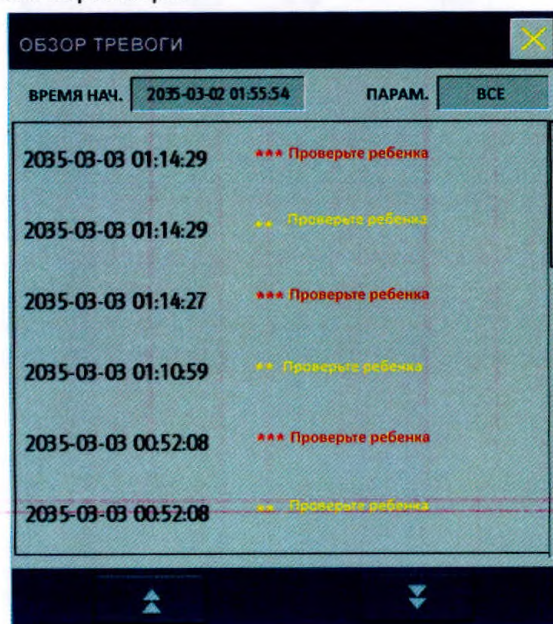 ОБЗОР ТРЕВОГИ
ВРЕМЯ НАЧ. 2035-03-02 01:55:54 ПАРАМ. ВСЕ
2035-03-03 01:14:29 *** Проверьте ребенка
2035-03-03 01:14:29 ** Проверьте ребенка
2035-03-03 01:14:27 *** Проверьте ребенка
2035-03-03 01:10:59 ** Проверьте ребенка
2035-03-03 00:52:08 *** Проверьте ребенка
2035-03-03 00:52:08 ** Проверьте ребенка